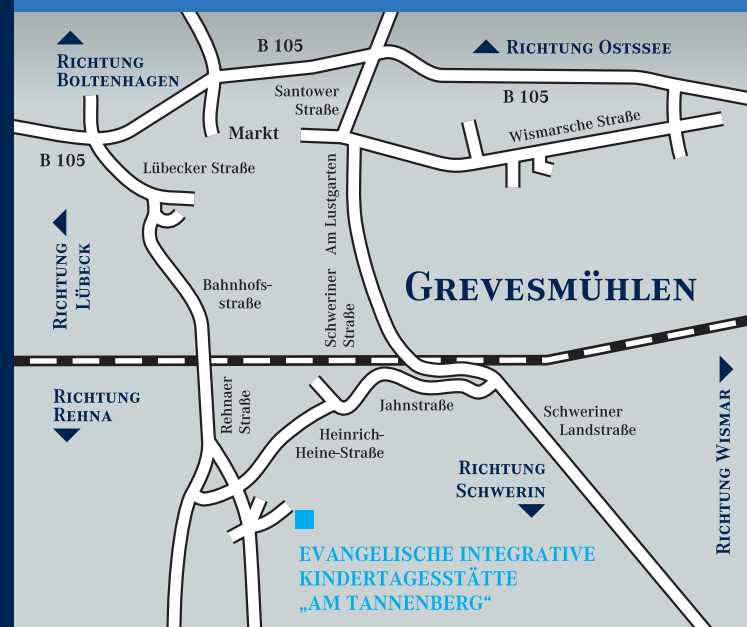 RICHTUNG
BOLTENHAGEN
B 105
RICHTUNG OSTSSEE
Santower
Straße
B 105
Markt
Wismarsche Straße
B 105
Lübecker Straße
Am Lustgarten
RICHTUNG
LÜBECK
Bahnhofs-
straße
Schweriner
Straße
GREVESMÜHLEN
RICHTUNG
REHNA
Rehnaer
Straße
Jahnstraße
Heinrich-
Heine-Straße
Schweriner
Landstraße
RICHTUNG WISMAR
RICHTUNG
SCHWERIN
EVANGELISCHE INTEGRATIVE
KINDERTAGESSTÄTTE
„AM TANNENBERG“